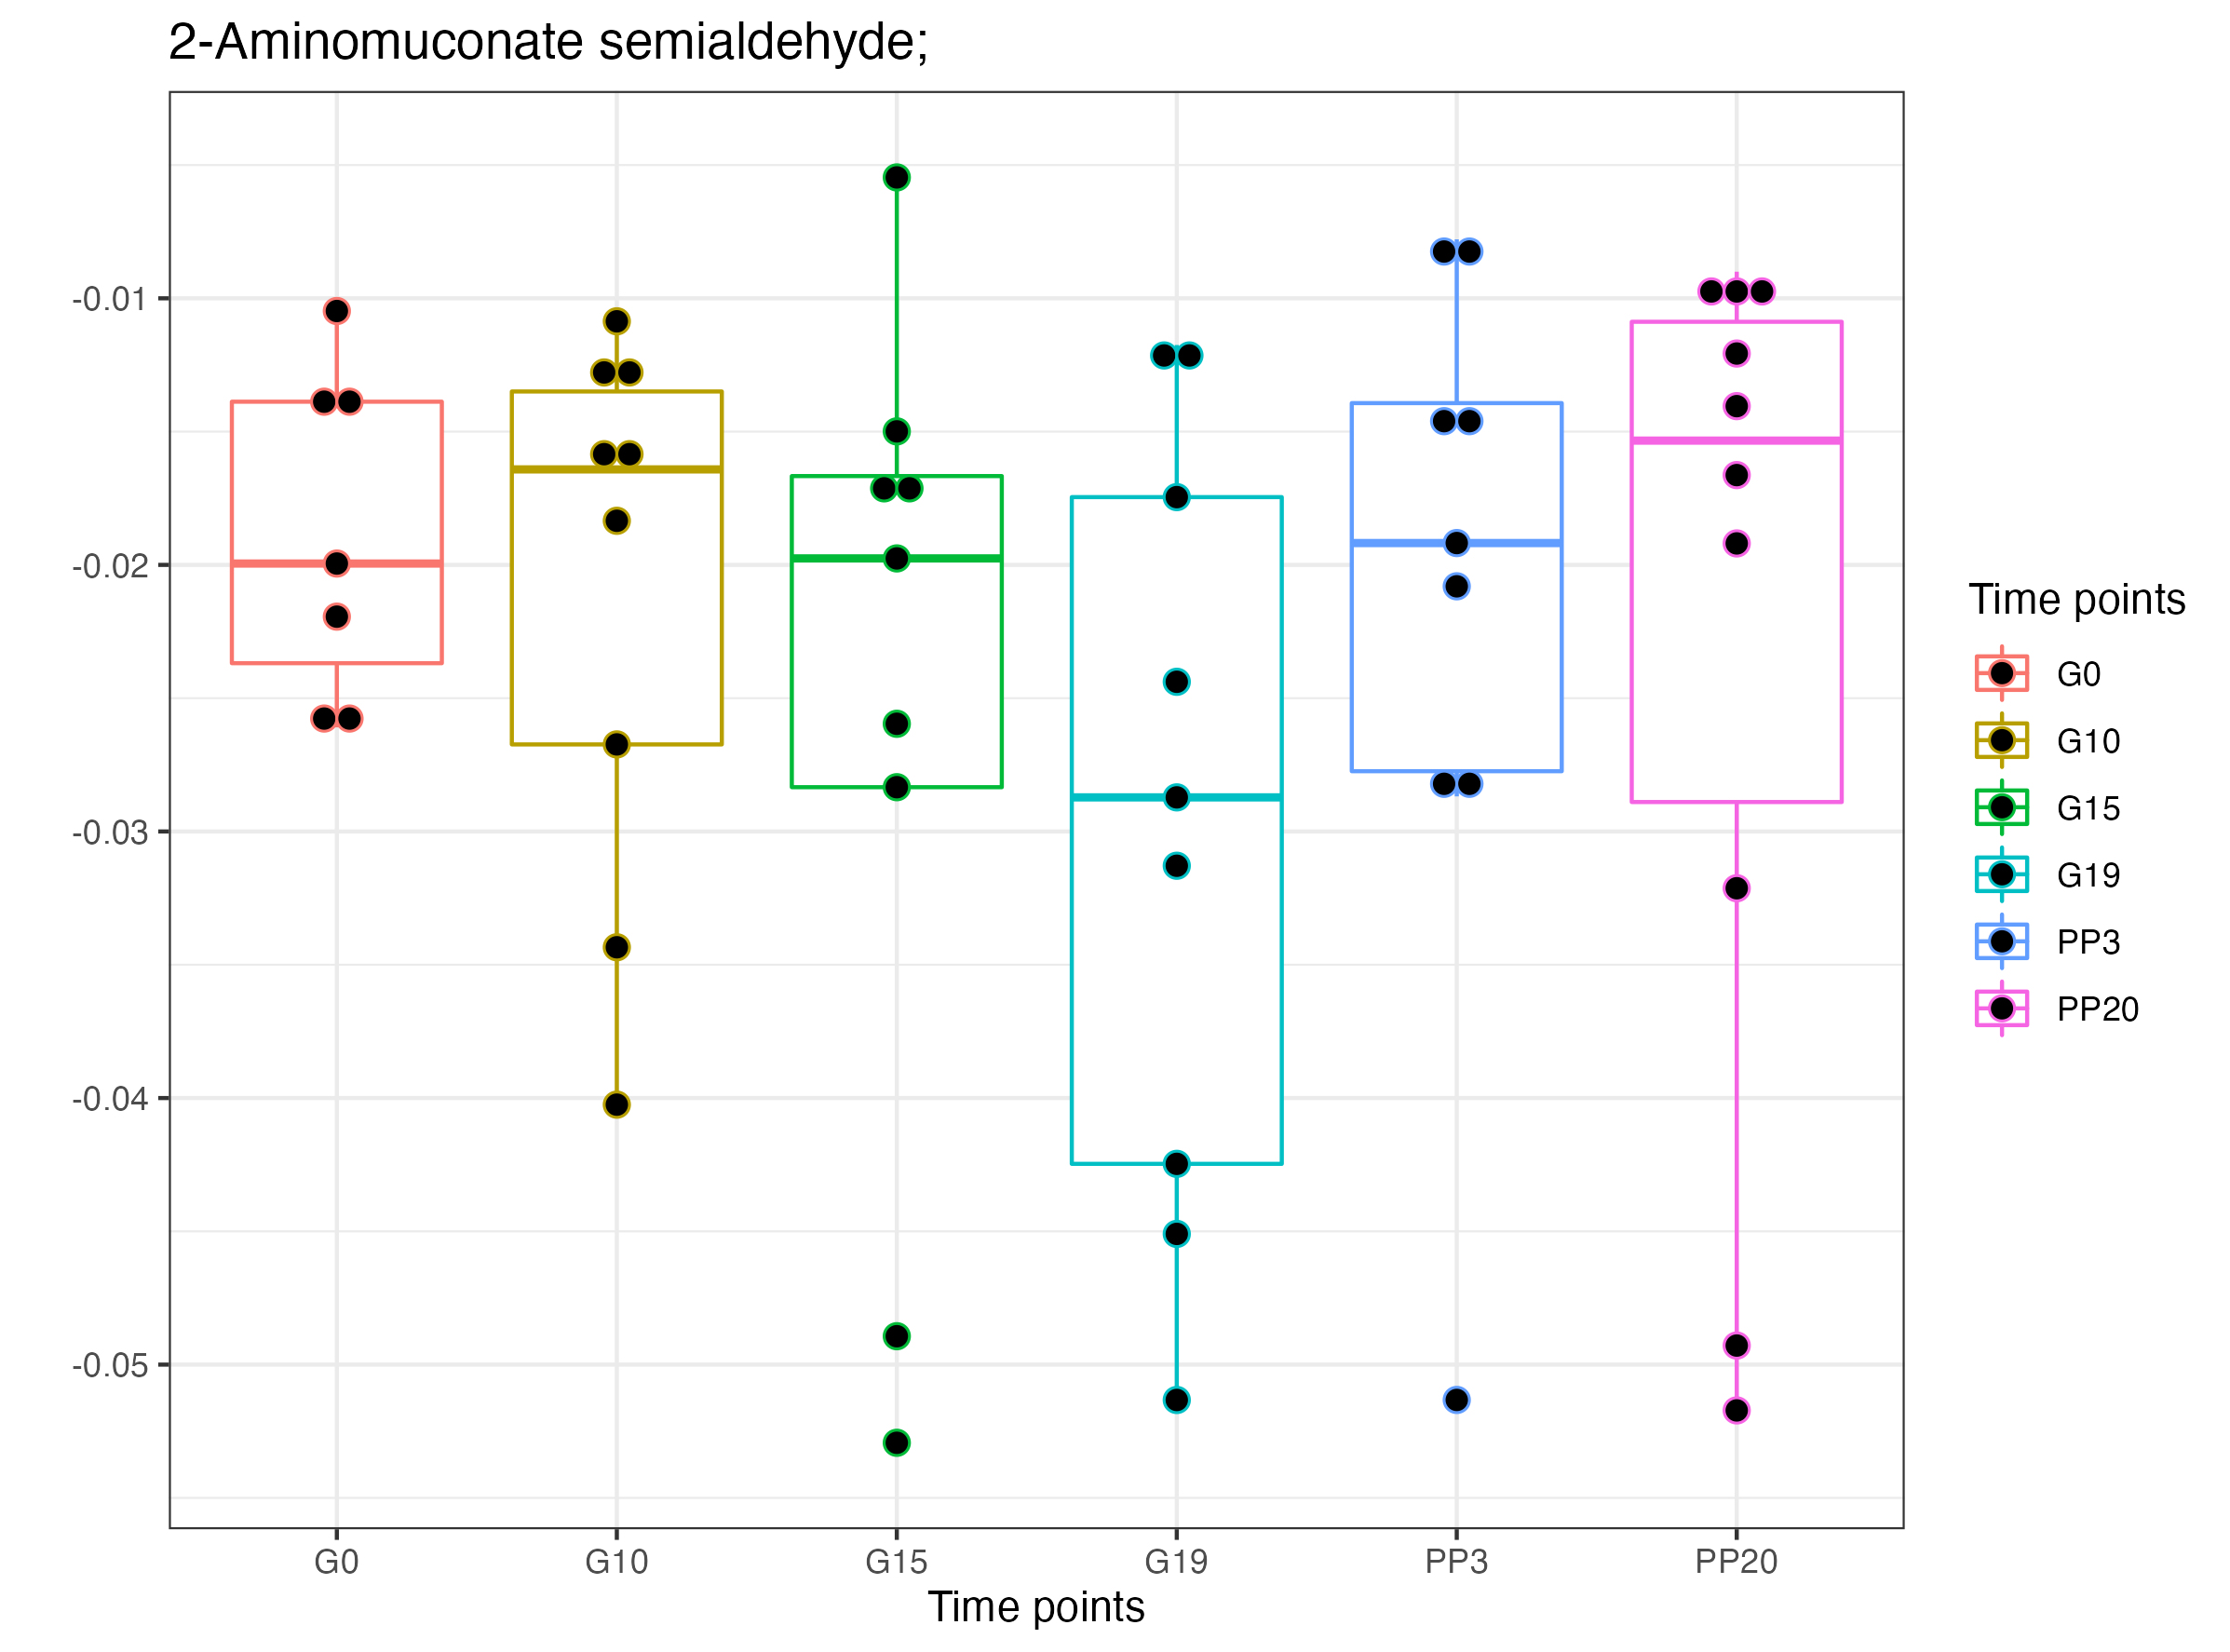 2-Aminomuconate semialdehyde;
-0.01
-0.02
-0.03
-0.04
-0.05
G0 G10 G15 G19 PP3 PP20
Time points
Time points
G0
G10
G15
G19
PP3
PP20